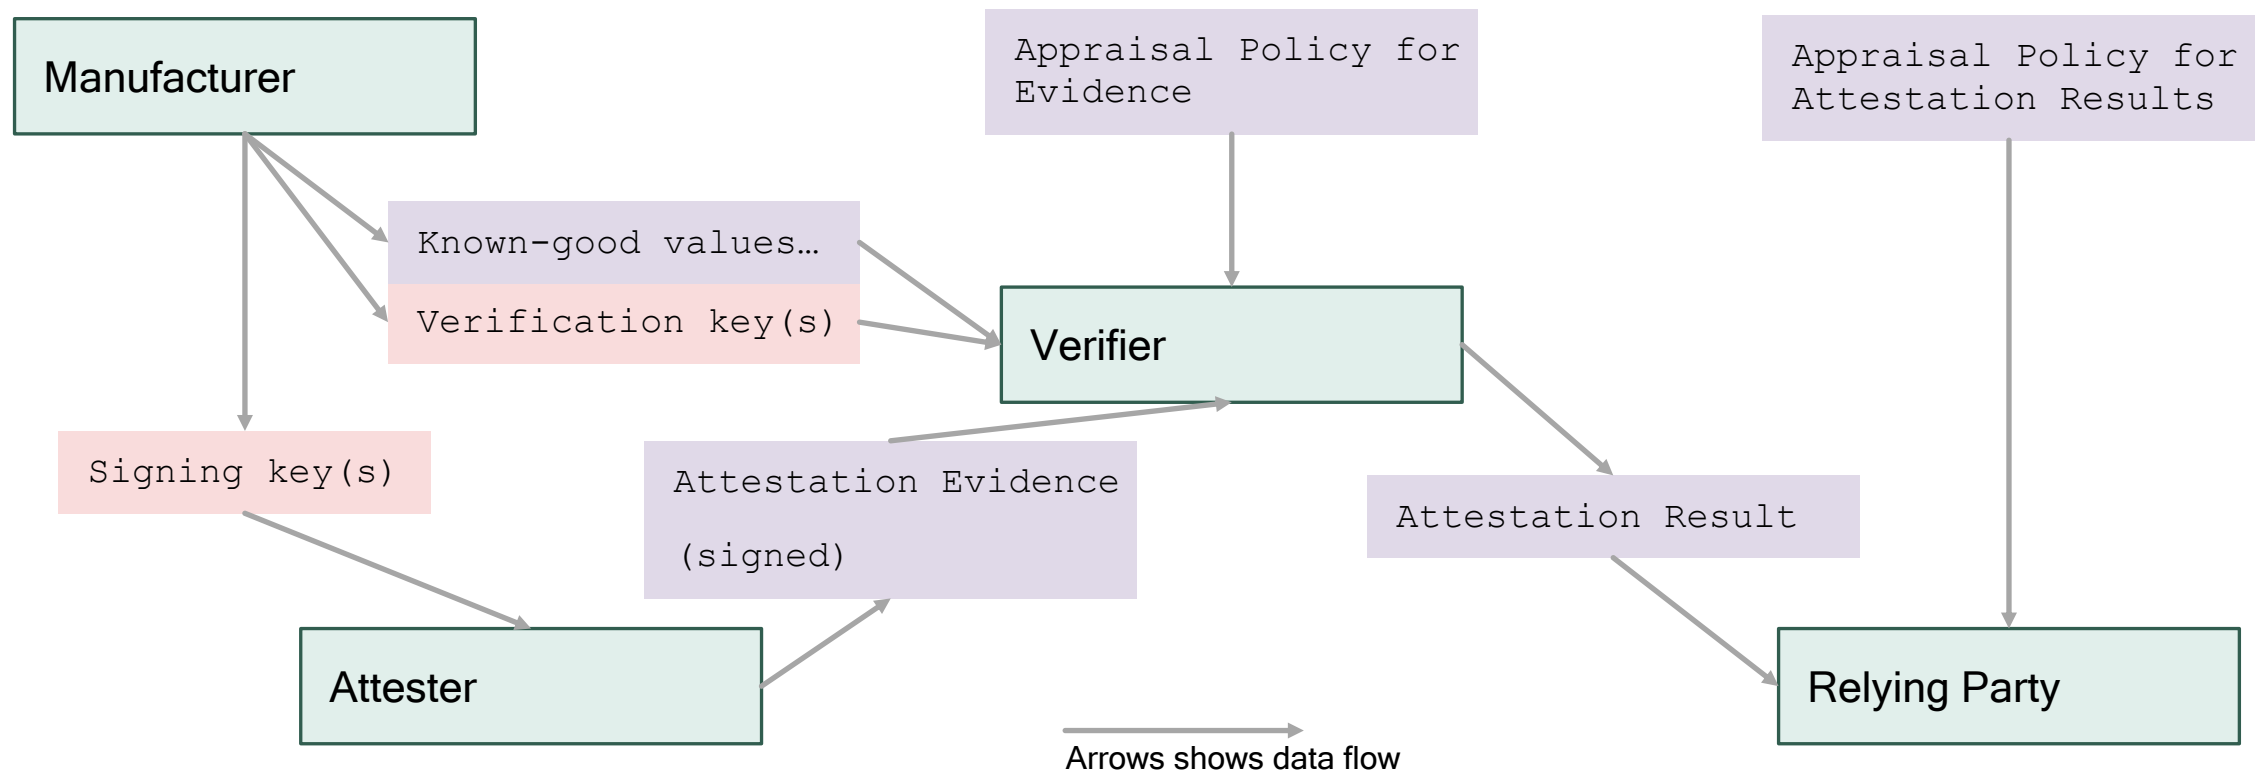 Manufacturer
Appraisal Policy for
Evidence
Appraisal Policy for
Attestation Results
Known-good values…
Verification key(s)
Verifier
Signing key(s)
Attestation Evidence
(signed)
Attestation Result
Attester
Relying Party
Arrows shows data flow